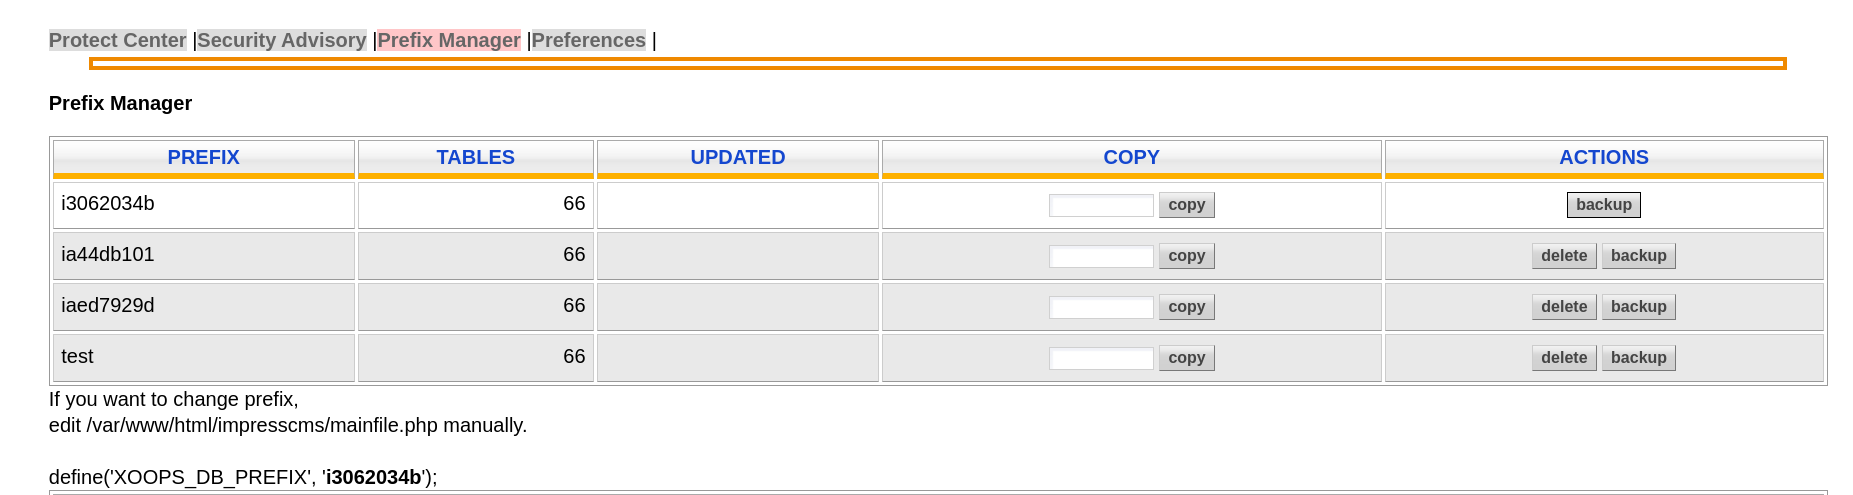 Protect Center |Security Advisory |Prefix Manager |Preferences |
Prefix Manager
PREFIX TABLES UPDATED COPY ACTIONS
i3062034b 66 copy backup
ia44db101 66 copy delete backup
iaed7929d 66 copy delete backup
test 66 copy delete backup
If you want to change prefix,
edit /var/www/html/impresscms/mainfile.php manually.
define('XOOPS_DB_PREFIX', 'i3062034b');